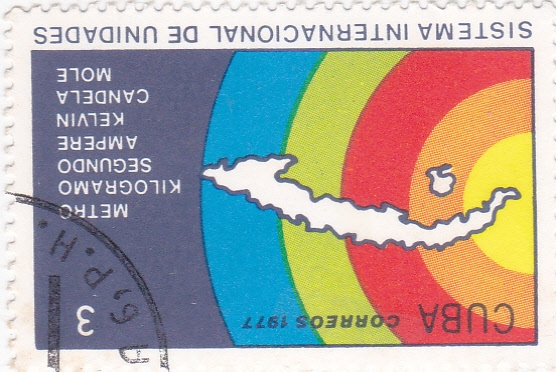 CUBA CORREOS 1977
3
METRO
KILOGRAMO
SEGUNDO
AMPERE
KELVIN
CANDELA
MOLE
SISTEMA INTERNACIONAL DE UNIDADES
P.H.